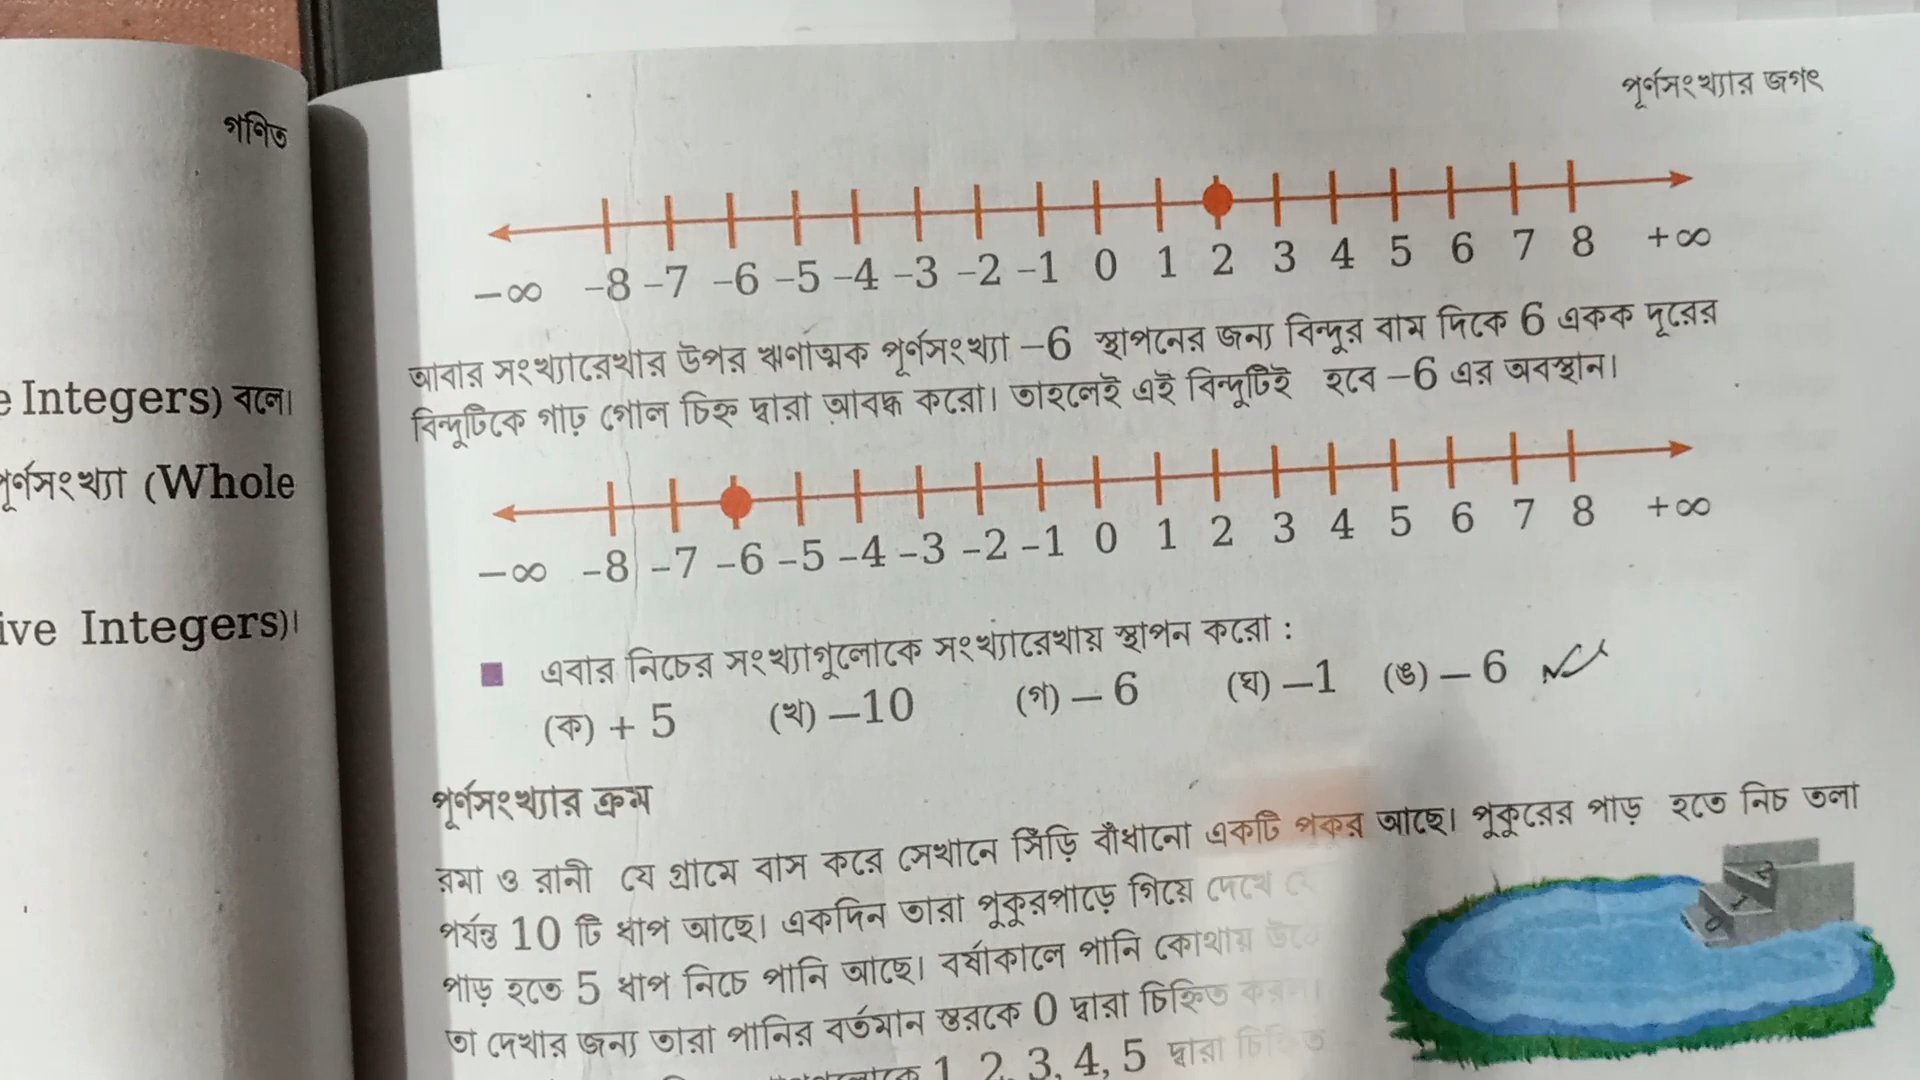 গণিত
e Integers) বলে।
পূর্ণসংখ্যা (Whole
ive Integers)।
পূর্ণসংখ্যার জগৎ
−∞ −8 −7 −6 −5 −4 −3 −2 −1 0 1 2 3 4 5 6 7 8 +∞
আবার সংখ্যারেখার উপর ঋণাত্মক পূর্ণসংখ্যা −6 স্থাপনের জন্য বিন্দুর বাম দিকে 6 একক দূরের
বিন্দুটিকে গাঢ় গোল চিহ্ন দ্বারা আবদ্ধ করো। তাহলেই এই বিন্দুটিই হবে −6 এর অবস্থান।
−∞ −8 −7 −6 −5 −4 −3 −2 −1 0 1 2 3 4 5 6 7 8 +∞
এবার নিচের সংখ্যাগুলোকে সংখ্যারেখায় স্থাপন করো :
(ক) + 5 (খ) −10 (গ) − 6 (ঘ) −1 (ঙ) − 6
পূর্ণসংখ্যার ক্রম
রমা ও রানী যে গ্রামে বাস করে সেখানে সিঁড়ি বাঁধানো একটি পুকুর আছে। পুকুরের পাড় হতে নিচ তলা
পর্যন্ত 10 টি ধাপ আছে। একদিন তারা পুকুরপাড়ে গিয়ে দেখে
পাড় হতে 5 ধাপ নিচে পানি আছে। বর্ষাকালে পানি কোথায়
তা দেখার জন্য তারা পানির বর্তমান স্তরকে 0 দ্বারা চিহ্নিত
1, 2, 3, 4, 5 দ্বারা
2
1
0